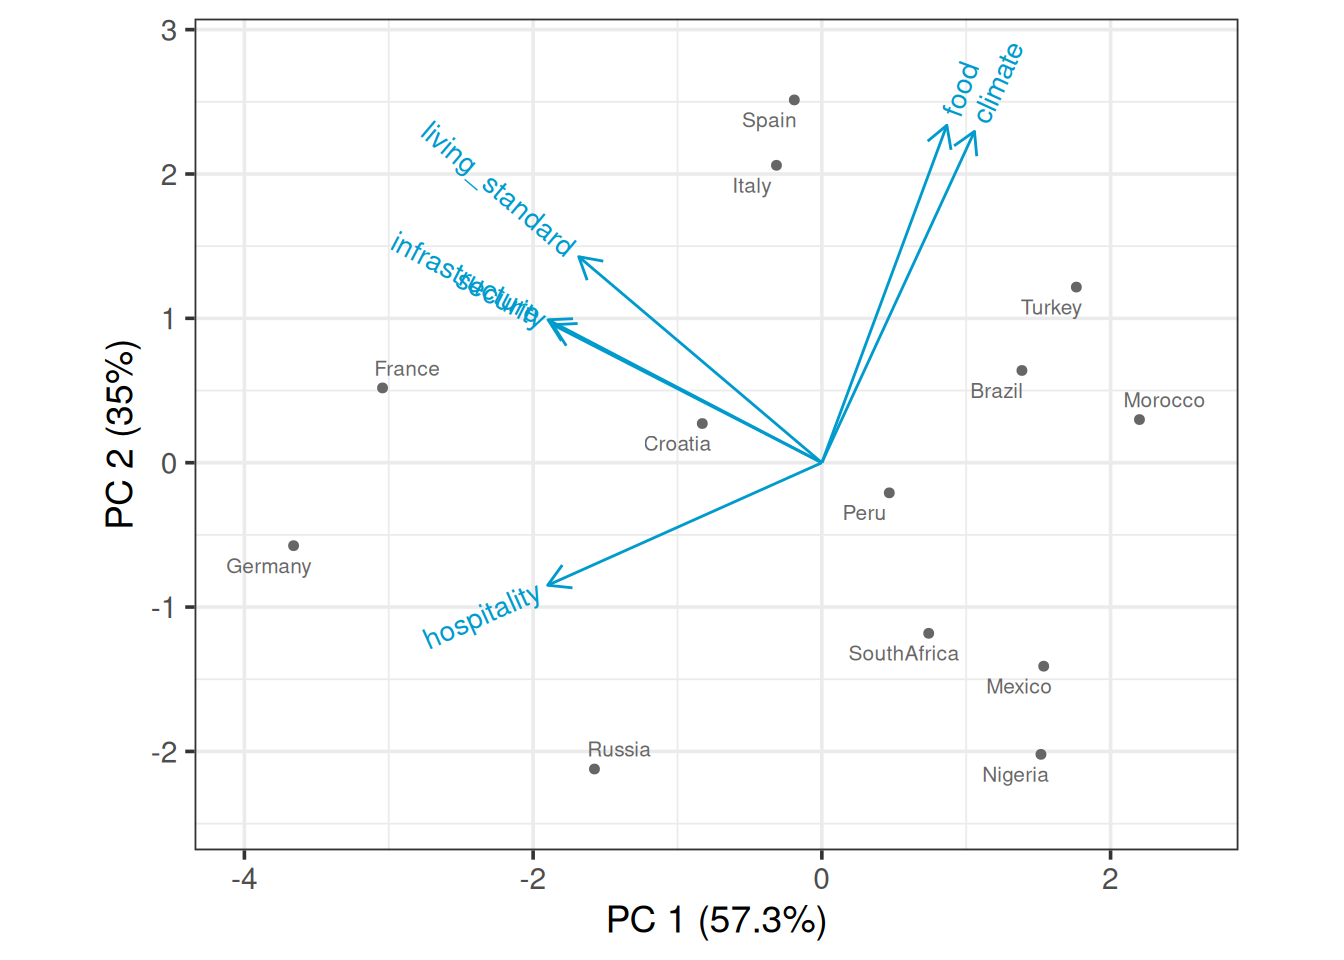 3
food
climate
Spain
living_standard
2
Italy
infrastructure
security
Turkey
1
France
Brazil
Morocco
Croatia
0
PC 2 (35%)
Peru
Germany
hospitality
-1
SouthAfrica
Mexico
Russia
-2
Nigeria
-4
-2
0
2
PC 1 (57.3%)